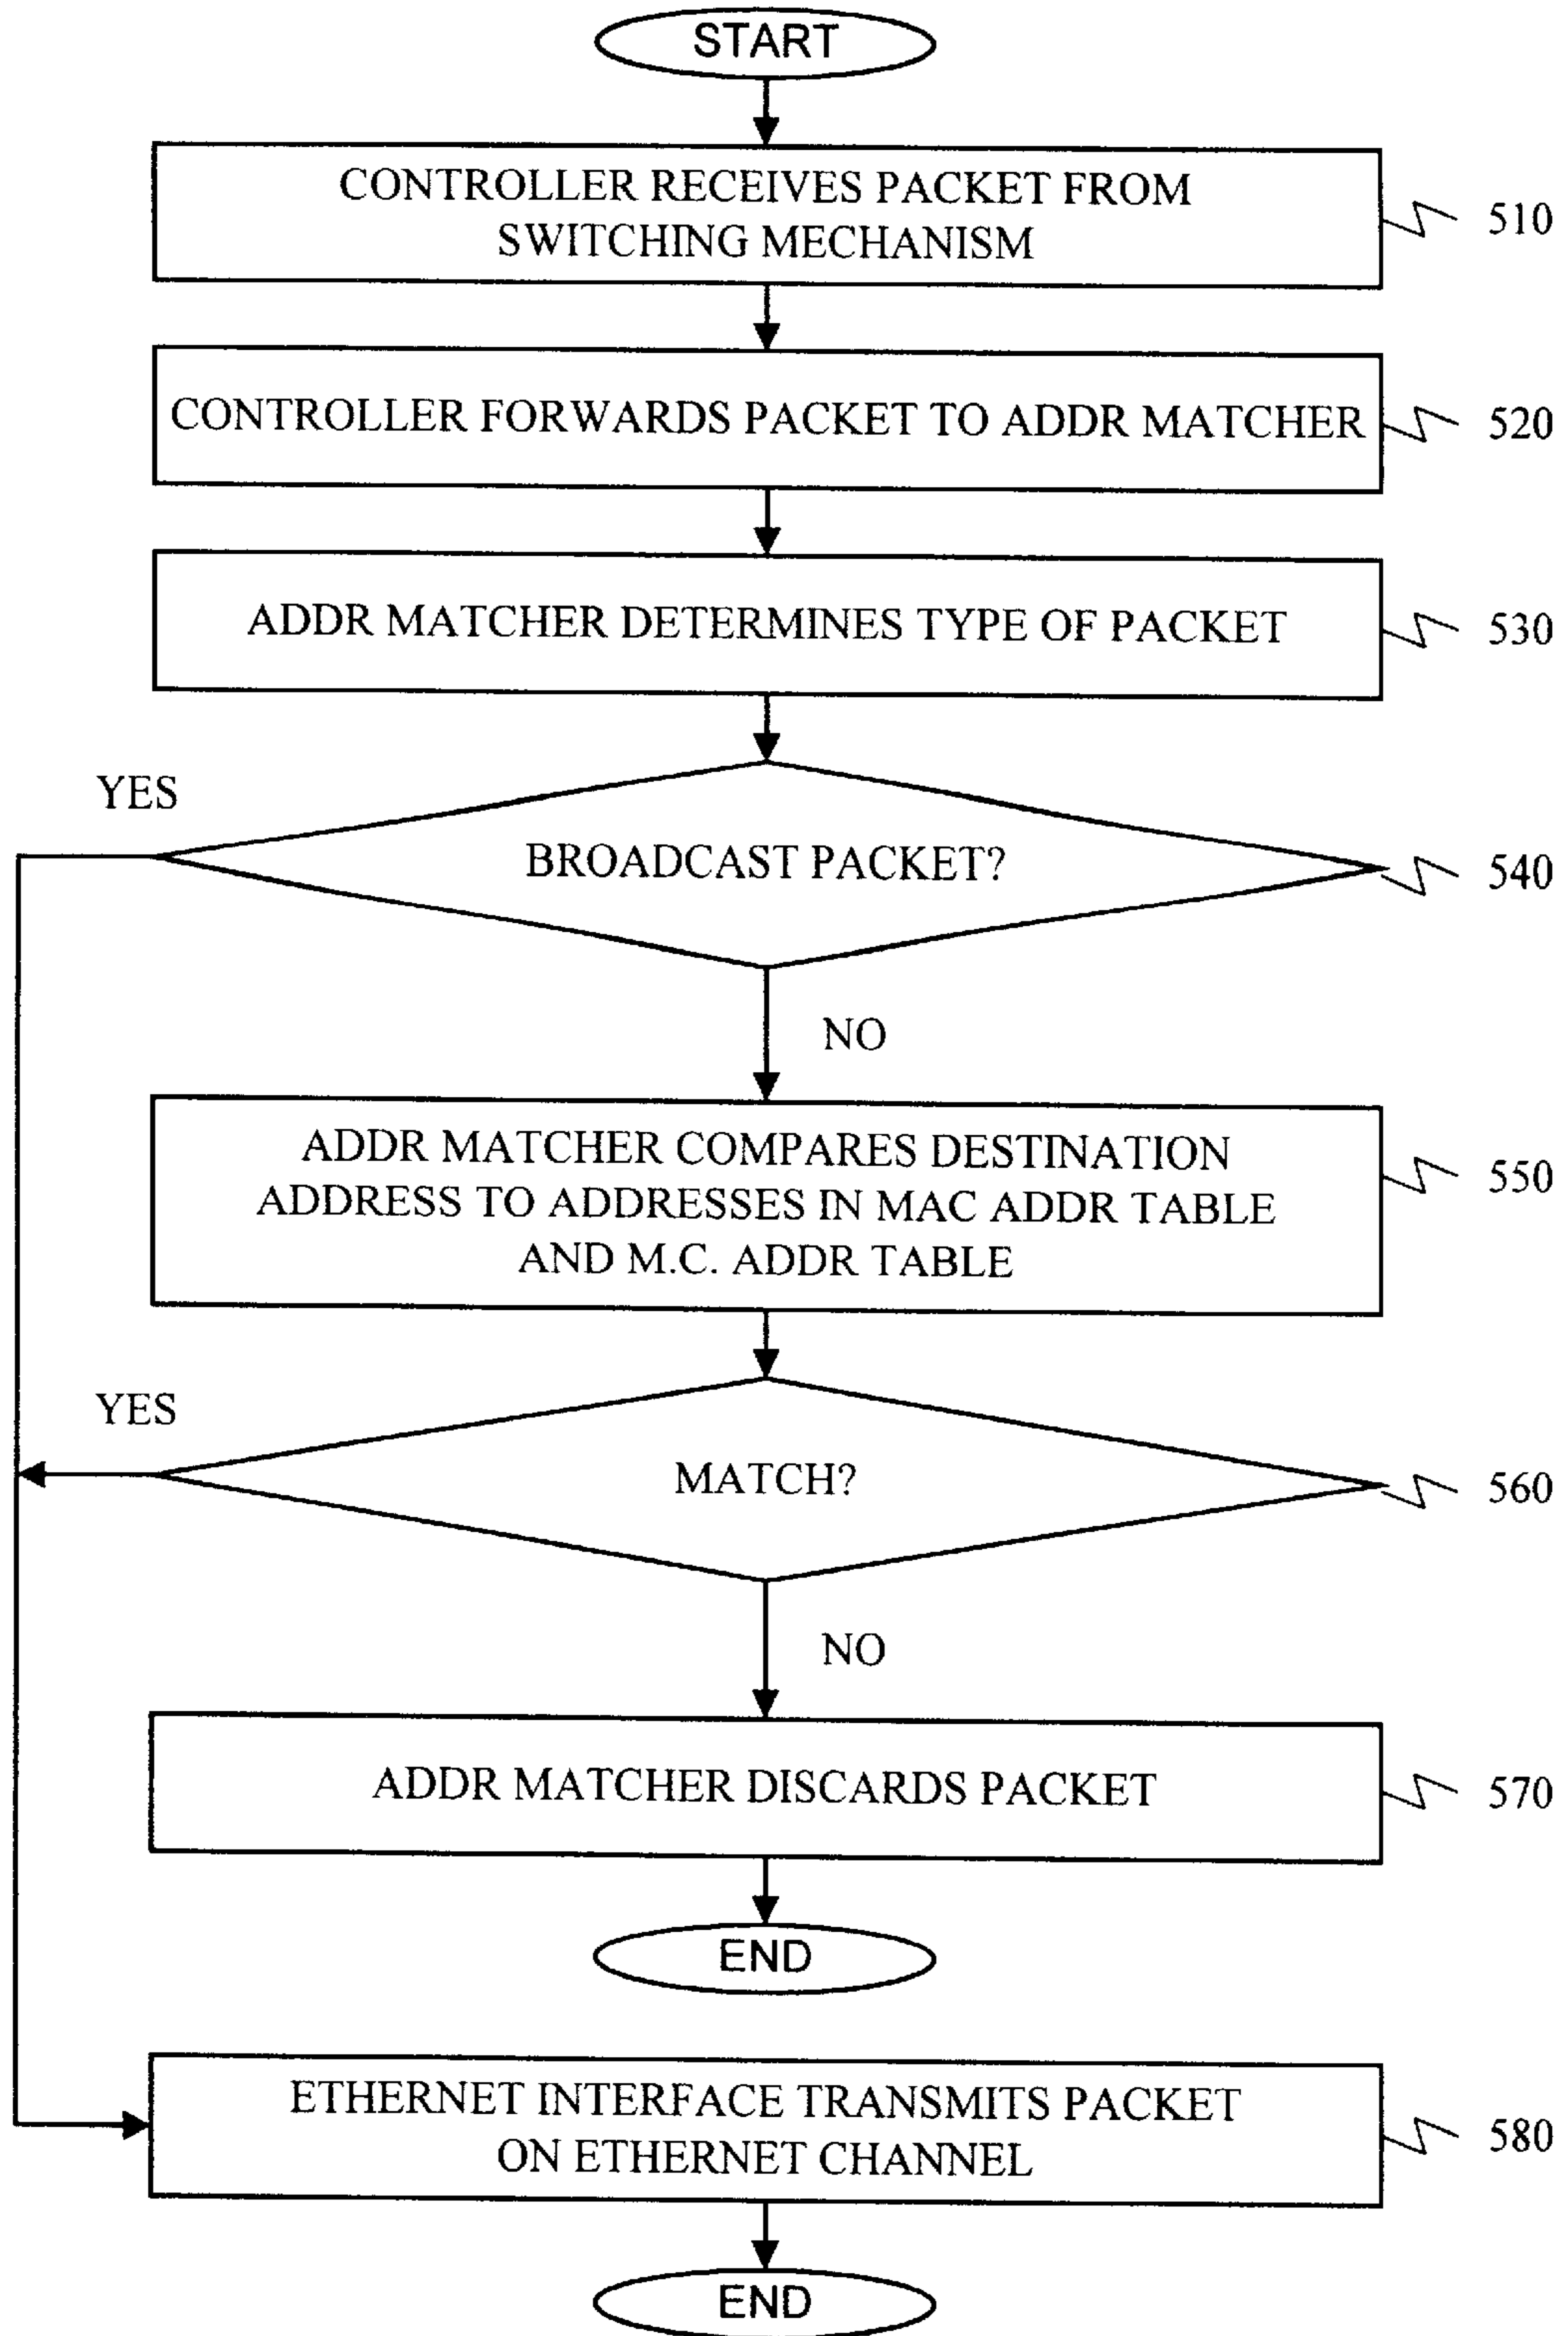 START
CONTROLLER RECEIVES PACKET FROM
SWITCHING MECHANISM
510
CONTROLLER FORWARDS PACKET TO ADDR MATCHER
520
ADDR MATCHER DETERMINES TYPE OF PACKET
530
YES
BROADCAST PACKET?
540
NO
ADDR MATCHER COMPARES DESTINATION
ADDRESS TO ADDRESSES IN MAC ADDR TABLE
AND M.C. ADDR TABLE
550
YES
MATCH?
560
NO
ADDR MATCHER DISCARDS PACKET
570
END
ETHERNET INTERFACE TRANSMITS PACKET
ON ETHERNET CHANNEL
580
END